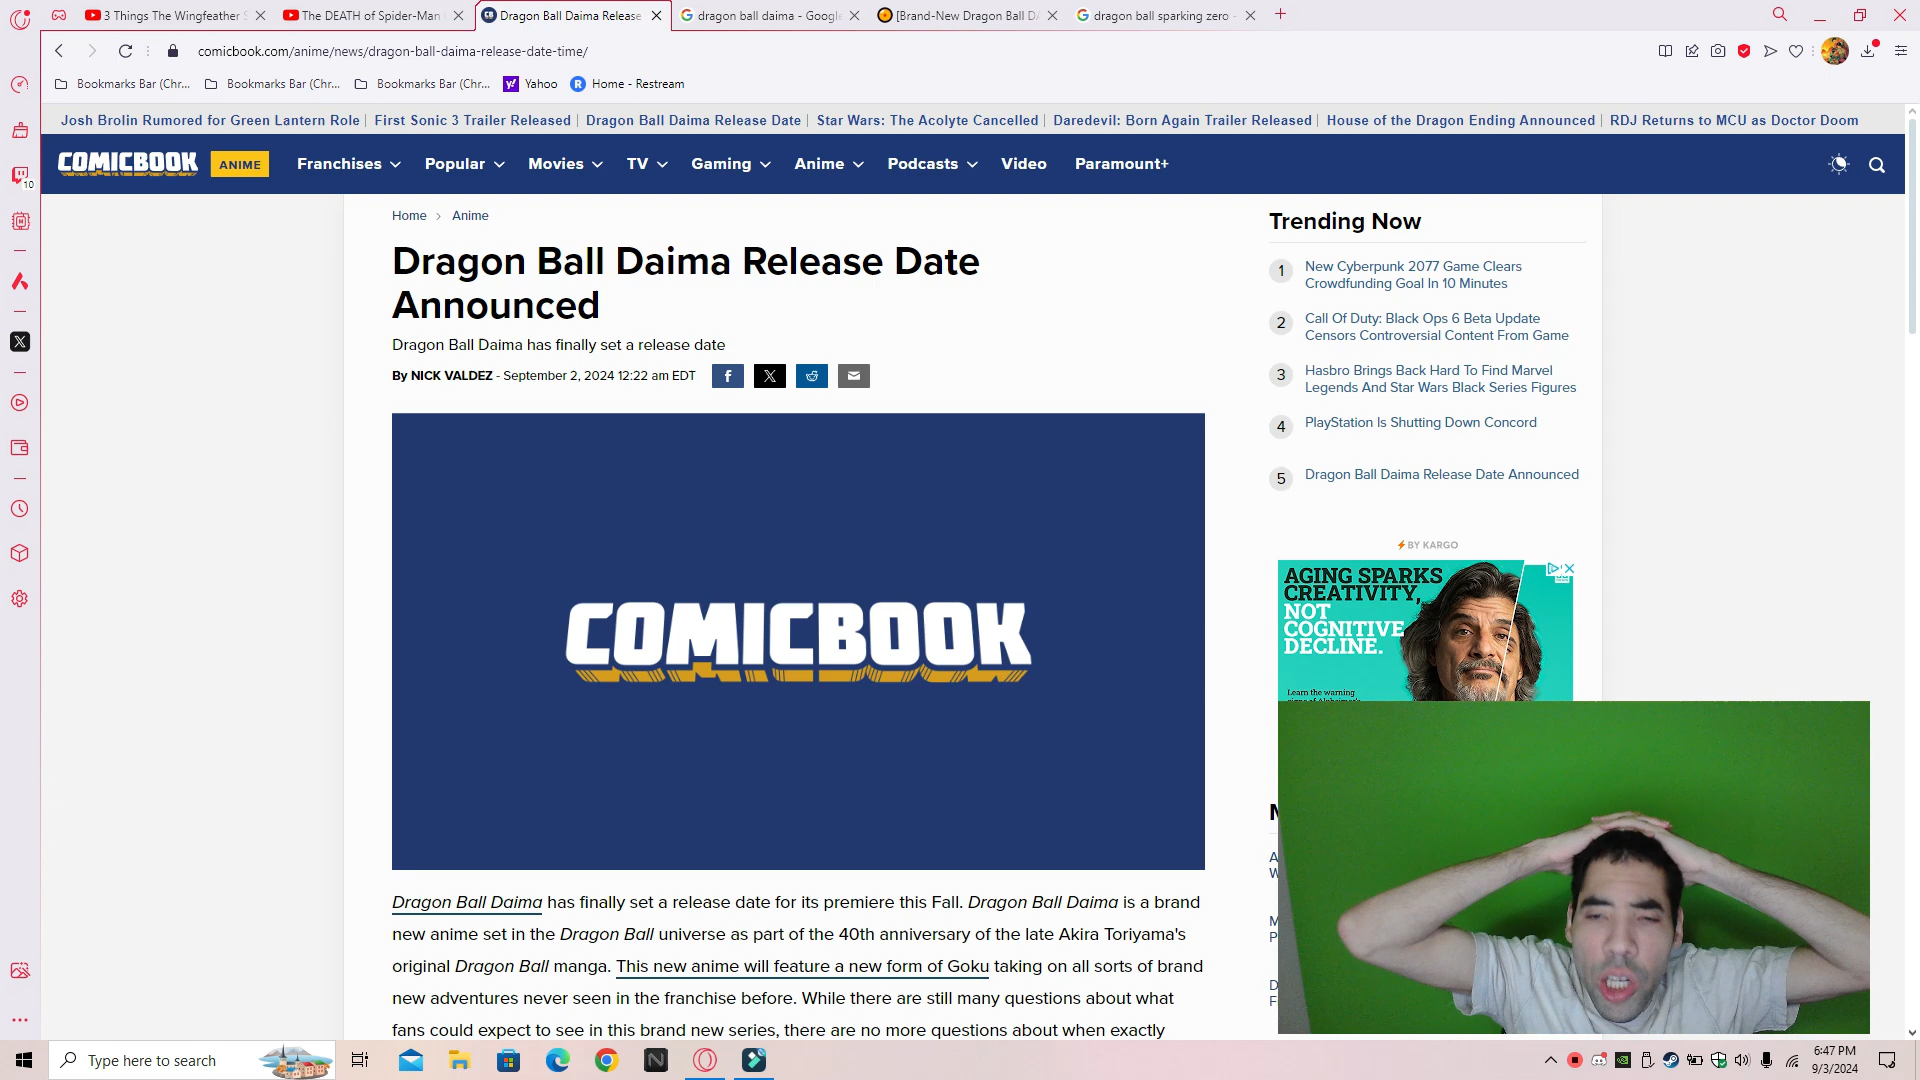 3 Things The Wingfeather S
The DEATH of Spider-Man
Dragon Ball Daima Release
dragon ball daima - Google
[Brand-New Dragon Ball DA
dragon ball sparking zero -
comicbook.com/anime/news/dragon-ball-daima-release-date-time/
Bookmarks Bar (Chr...
Bookmarks Bar (Chr...
Bookmarks Bar (Chr...
Yahoo
Home - Restream
Josh Brolin Rumored for Green Lantern Role | First Sonic 3 Trailer Released | Dragon Ball Daima Release Date | Star Wars: The Acolyte Cancelled | Daredevil: Born Again Trailer Released | House of the Dragon Ending Announced | RDJ Returns to MCU as Doctor Doom
COMICBOOK ANIME Franchises Popular Movies TV Gaming Anime Podcasts Video Paramount+
10
Home > Anime
Dragon Ball Daima Release Date
Announced
Dragon Ball Daima has finally set a release date
By NICK VALDEZ - September 2, 2024 12:22 am EDT
COMICBOOK
Dragon Ball Daima has finally set a release date for its premiere this Fall. Dragon Ball Daima is a brand
new anime set in the Dragon Ball universe as part of the 40th anniversary of the late Akira Toriyama's
original Dragon Ball manga. This new anime will feature a new form of Goku taking on all sorts of brand
new adventures never seen in the franchise before. While there are still many questions about what
fans could expect to see in this brand new series, there are no more questions about when exactly
Trending Now
1 New Cyberpunk 2077 Game Clears
Crowdfunding Goal In 10 Minutes
2 Call Of Duty: Black Ops 6 Beta Update
Censors Controversial Content From Game
3 Hasbro Brings Back Hard To Find Marvel
Legends And Star Wars Black Series Figures
4 PlayStation Is Shutting Down Concord
5 Dragon Ball Daima Release Date Announced
BY KARGO
AGING SPARKS
CREATIVITY,
NOT
COGNITIVE
DECLINE.
Learn the warning
Type here to search
6:47 PM
9/3/2024